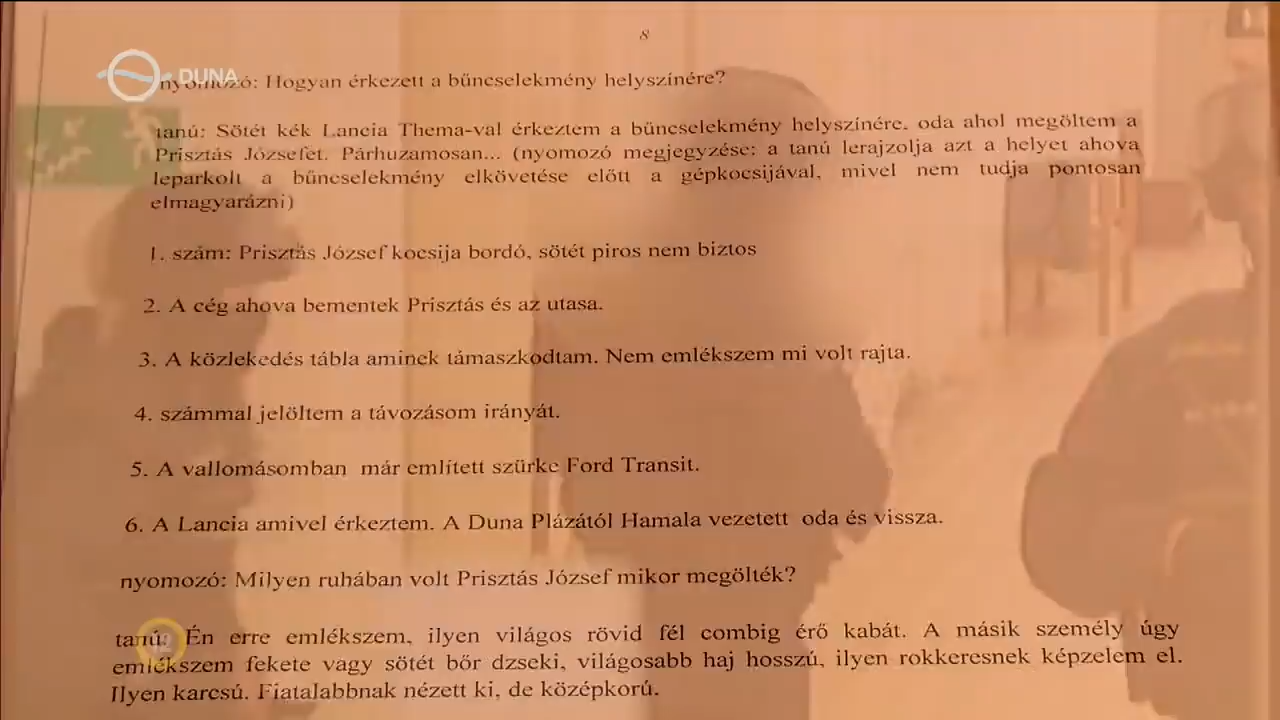 8
DUNA
nyomozó: Hogyan érkezett a bűncselekmény helyszínére?
tanú: Sötét kék Lancia Thema-val érkeztem a bűncselekmény helyszínére. oda ahol megöltem a
Prisztás Józsefet. Párhuzamosan... (nyomozó megjegyzése: a tanú lerajzolja azt a helyet ahova
leparkolt a bűncselekmény elkövetése előtt a gépkocsijával, mivel nem tudja pontosan
elmagyarázni)
1. szám: Prisztás József kocsija bordó, sötét piros nem biztos
2. A cég ahova bementek Prisztás és az utasa.
3. A közlekedés tábla aminek támaszkodtam. Nem emlékszem mi volt rajta.
4. számmal jelöltem a távozásom irányát.
5. A vallomásomban már említett szürke Ford Transit.
6. A Lancia amivel érkeztem. A Duna Plázától Hamala vezetett oda és vissza.
nyomozó: Milyen ruhában volt Prisztás József mikor megölték?
tanú: Én erre emlékszem, ilyen világos rövid fél combig érő kabát. A másik személy úgy
emlékszem fekete vagy sötét bőr dzseki, világosabb haj hosszú, ilyen rokkeresnek képzelem el.
Ilyen karcsú. Fiatalabbnak nézett ki, de középkorú.
12